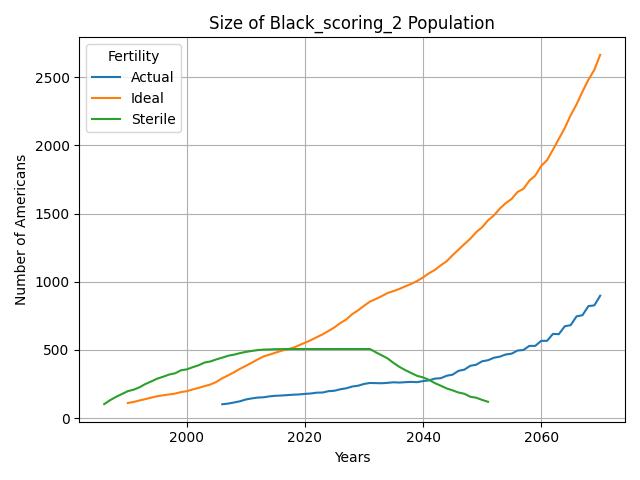 Size of Black_scoring_2 Population
Fertility
Actual
Ideal
Sterile
Number of Americans
2500
2000
1500
1000
500
0
2000
2020
2040
2060
Years